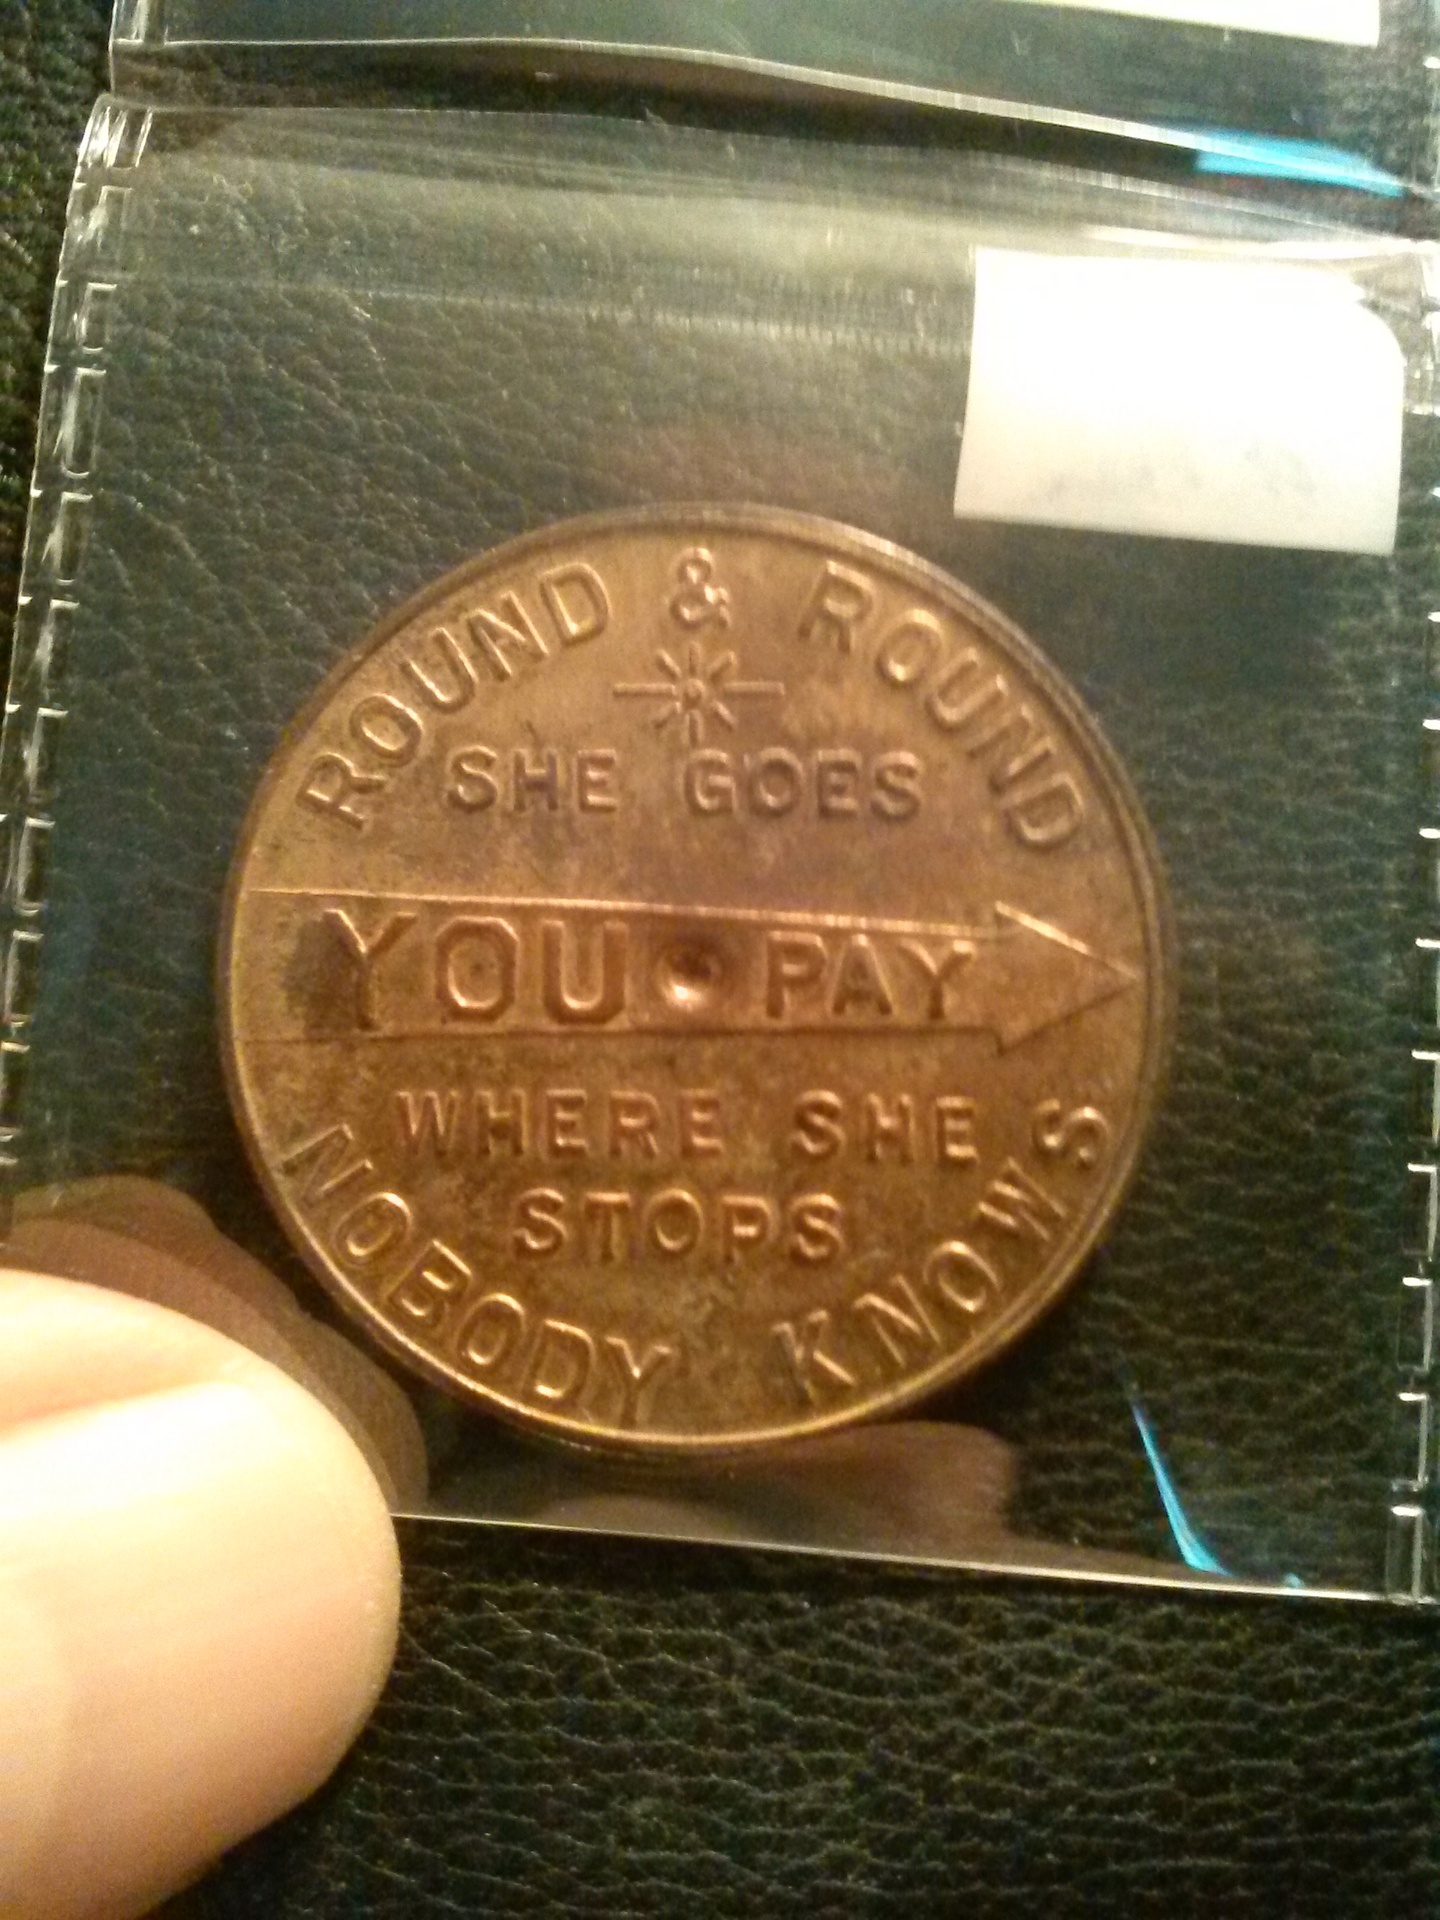 ROUND & ROUND
SHE GOES
YOU PAY
WHERE SHE
STOPS
NOBODY KNOWS